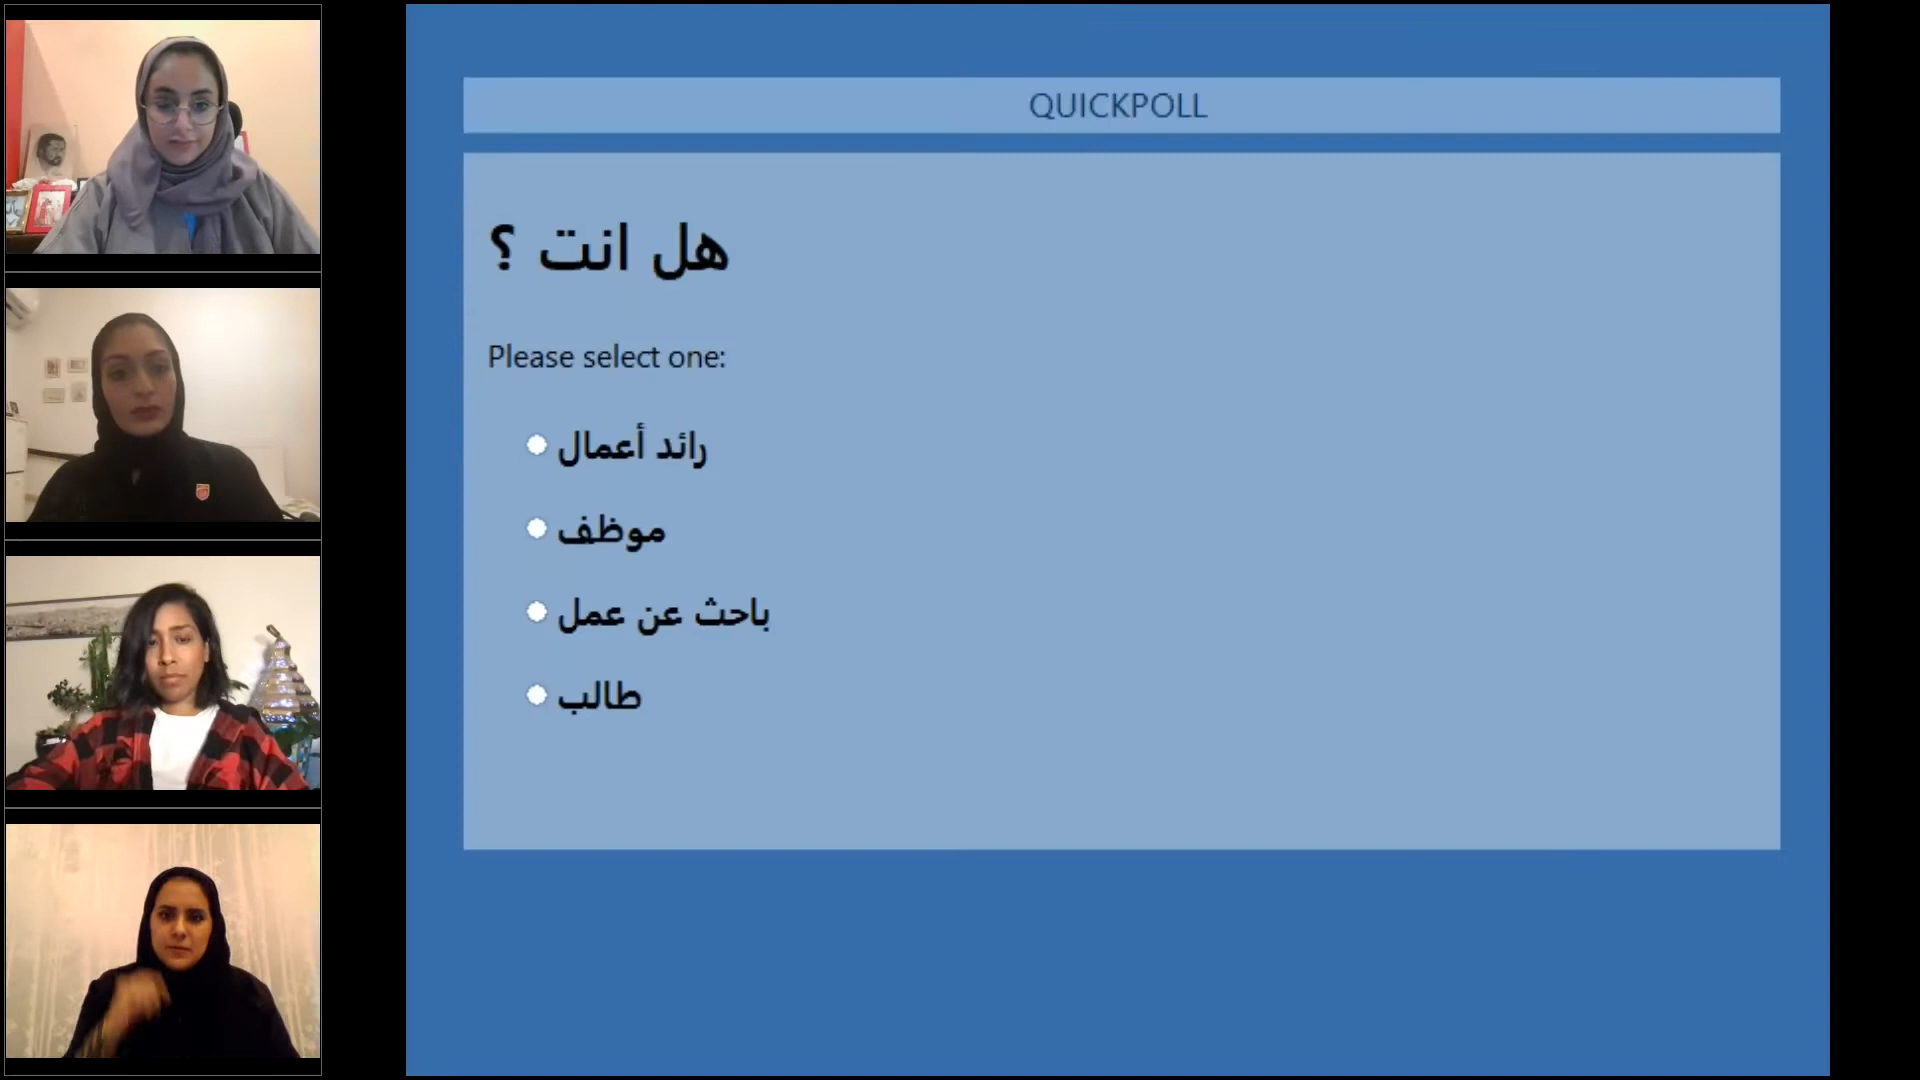 QUICKPOLL
هل انت ؟
Please select one:
رائد أعمال
موظف
باحث عن عمل
طالب